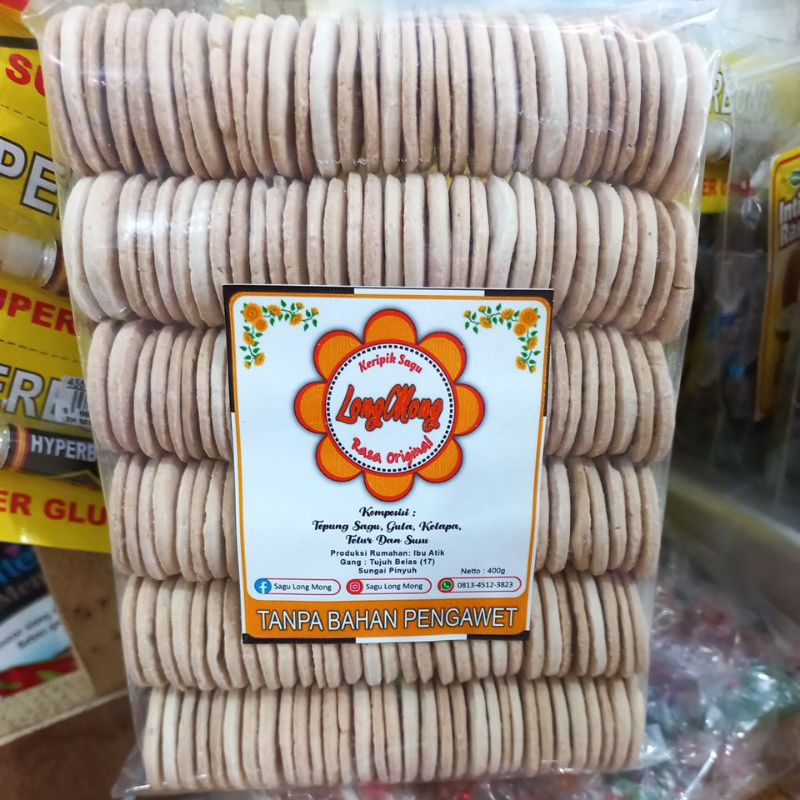 Keripik Sagu
LongMong
Rasa Original
Komposisi :
Tepung Sagu, Gula, Kelapa,
Telur Dan Susu
Produksi Rumahan: Ibu Atik
Gang : Tujuh Belas (17)
Sungai Pinyuh
Netto : 400g
Sagu Long Mong
Sagu Long Mong
0813-4512-3823
TANPA BAHAN PENGAWET
HYPERB
ER GLU